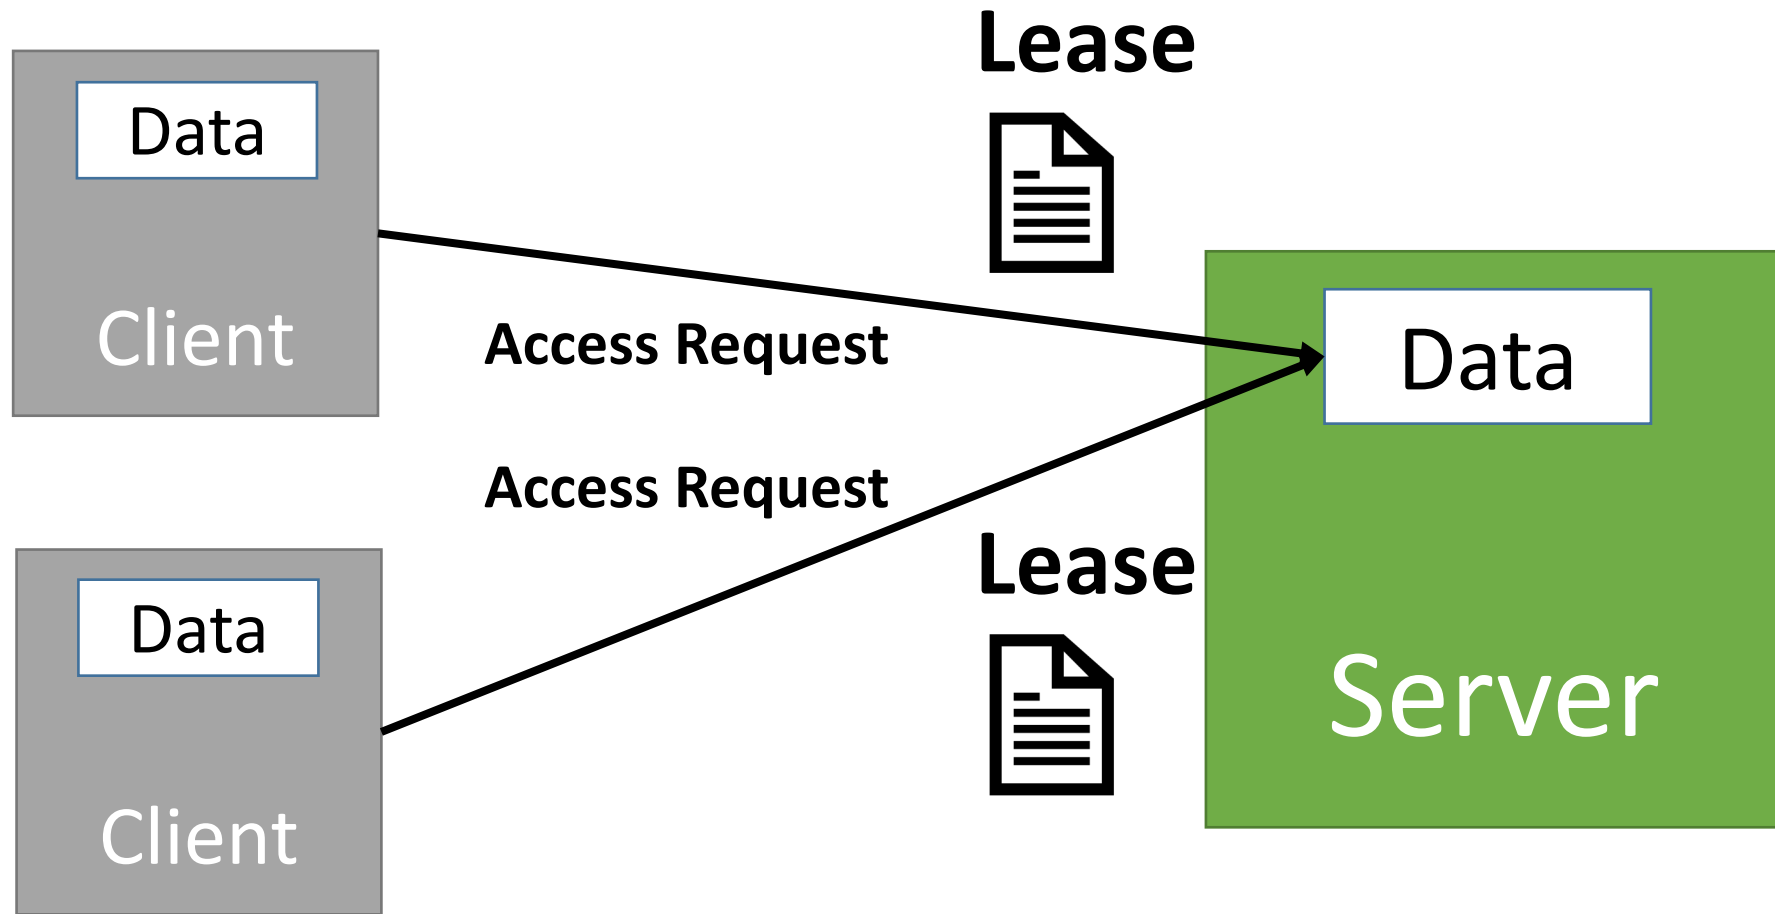 Lease
Data
Client
Access Request
Data
Access Request
Lease
Data
Server
Client